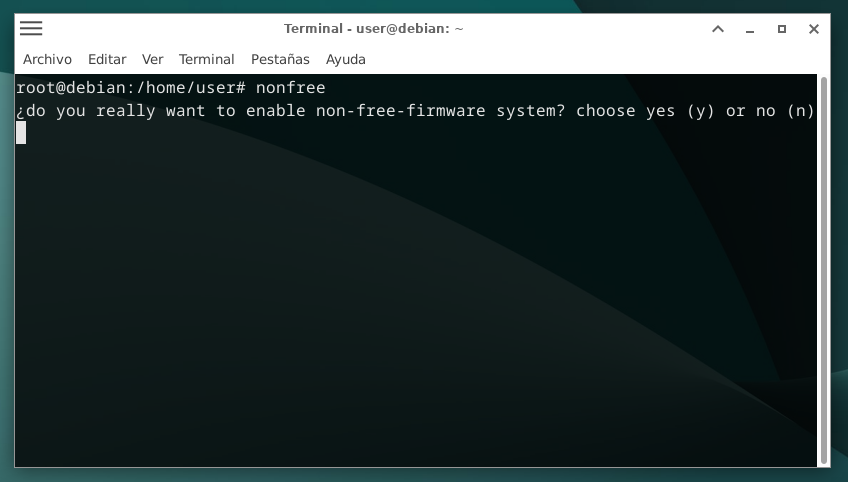 Terminal - user@debian: ~
Archivo Editar Ver Terminal Pestañas Ayuda
root@debian:/home/user# nonfree
¿do you really want to enable non-free-firmware system? choose yes (y) or no (n)